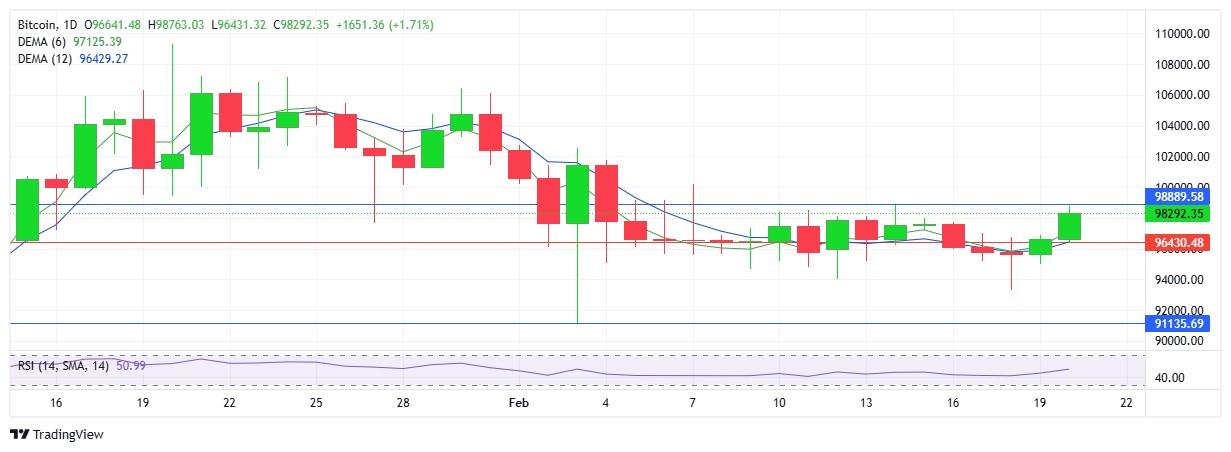 Bitcoin, 1D O96641.48 H98763.03 L96431.32 C98292.35 +1651.36 (+1.71%)
DEMA (6) 97125.39
DEMA (12) 96429.27
110000.00
108000.00
106000.00
104000.00
102000.00
100000.00
98889.58
98292.35
96430.48
96000.00
94000.00
92000.00
91135.69
90000.00
RSI (14, SMA, 14) 50.99
40.00
16 19 22 25 28 Feb 4 7 10 13 16 19 22
TradingView